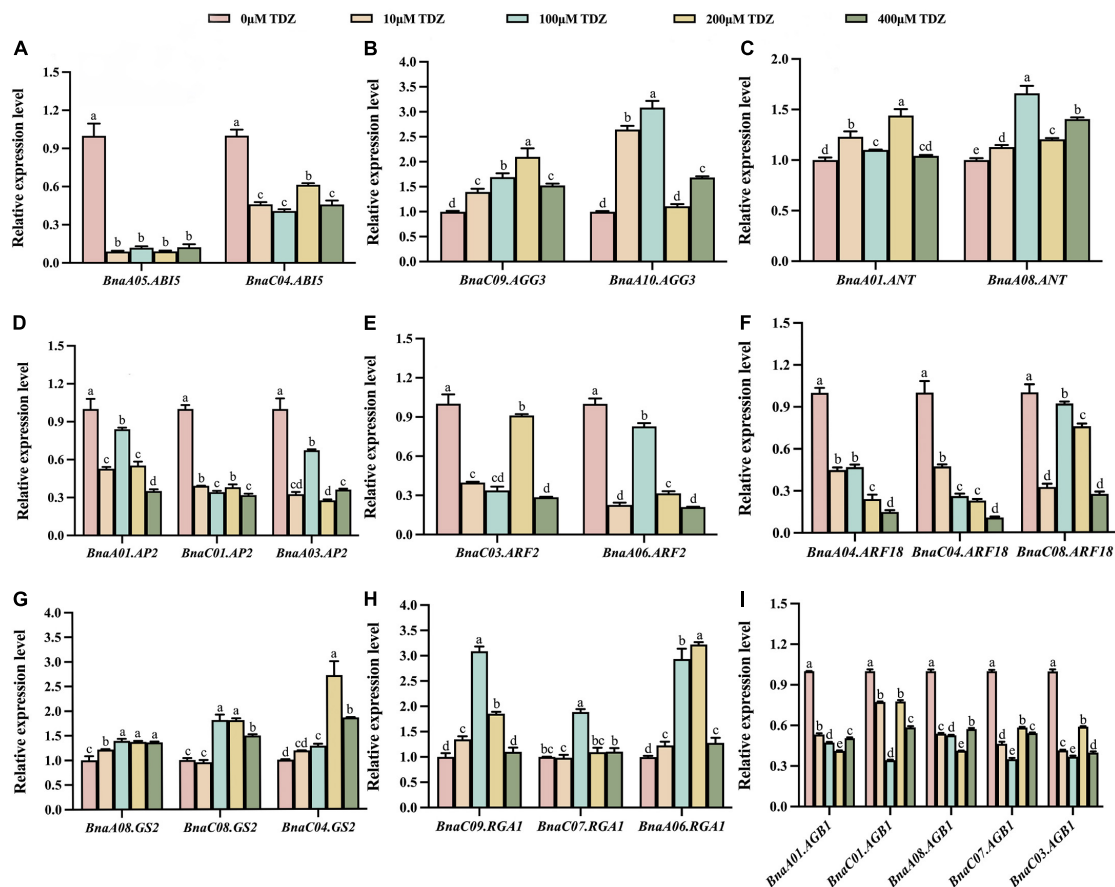 0μM TDZ 10μM TDZ 100μM TDZ 200μM TDZ 400μM TDZ
A
Relative expression level
1.5
1.2
0.9
0.6
0.3
0.0
a b b b b a c c b c
BnaA05.ABI5 BnaC04.ABI5
B
Relative expression level
4.0
3.5
3.0
2.5
2.0
1.5
1.0
0.5
0.0
d c b a c d b a d c
BnaC09.AGG3 BnaA10.AGG3
C
Relative expression level
2.0
1.5
1.0
0.5
0.0
d b c a cd e d a c b
BnaA01.ANT BnaA08.ANT
D
Relative expression level
1.5
1.2
0.9
0.6
0.3
0.0
a c b c d a b c b c a cd b d c
BnaA01.AP2 BnaC01.AP2 BnaA03.AP2
E
Relative expression level
1.5
1.2
0.9
0.6
0.3
0.0
a c cd b d a d b c d
BnaC03.ARF2 BnaA06.ARF2
F
Relative expression level
1.5
1.2
0.9
0.6
0.3
0.0
a b b c d a b c c d a d b c d
BnaA04.ARF18 BnaC04.ARF18 BnaC08.ARF18
G
Relative expression level
4.0
3.5
3.0
2.5
2.0
1.5
1.0
0.5
0.0
c b a a a c c a a b d cd c a b
BnaA08.GS2 BnaC08.GS2 BnaC04.GS2
H
Relative expression level
4.0
3.5
3.0
2.5
2.0
1.5
1.0
0.5
0.0
d c a b d bc c a b b d c b a c
BnaC09.RGA1 BnaC07.RGA1 BnaA06.RGA1
I
Relative expression level
1.5
1.2
0.9
0.6
0.3
0.0
a b d e c a b d b c a c d e b a d e b c a c d b c
BnaA01.AGB1 BnaC01.AGB1 BnaA08.AGB1 BnaC07.AGB1 BnaC03.AGB1